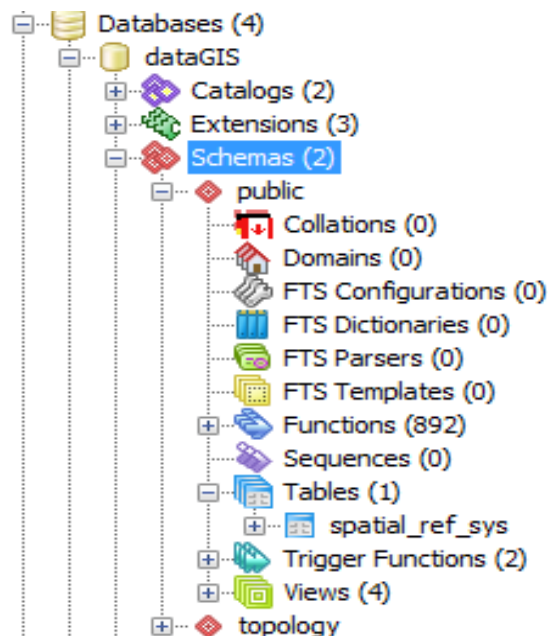 Databases (4)
dataGIS
Catalogs (2)
Extensions (3)
Schemas (2)
public
Collations (0)
Domains (0)
FTS Configurations (0)
FTS Dictionaries (0)
FTS Parsers (0)
FTS Templates (0)
Functions (892)
Sequences (0)
Tables (1)
spatial_ref_sys
Trigger Functions (2)
Views (4)
topology